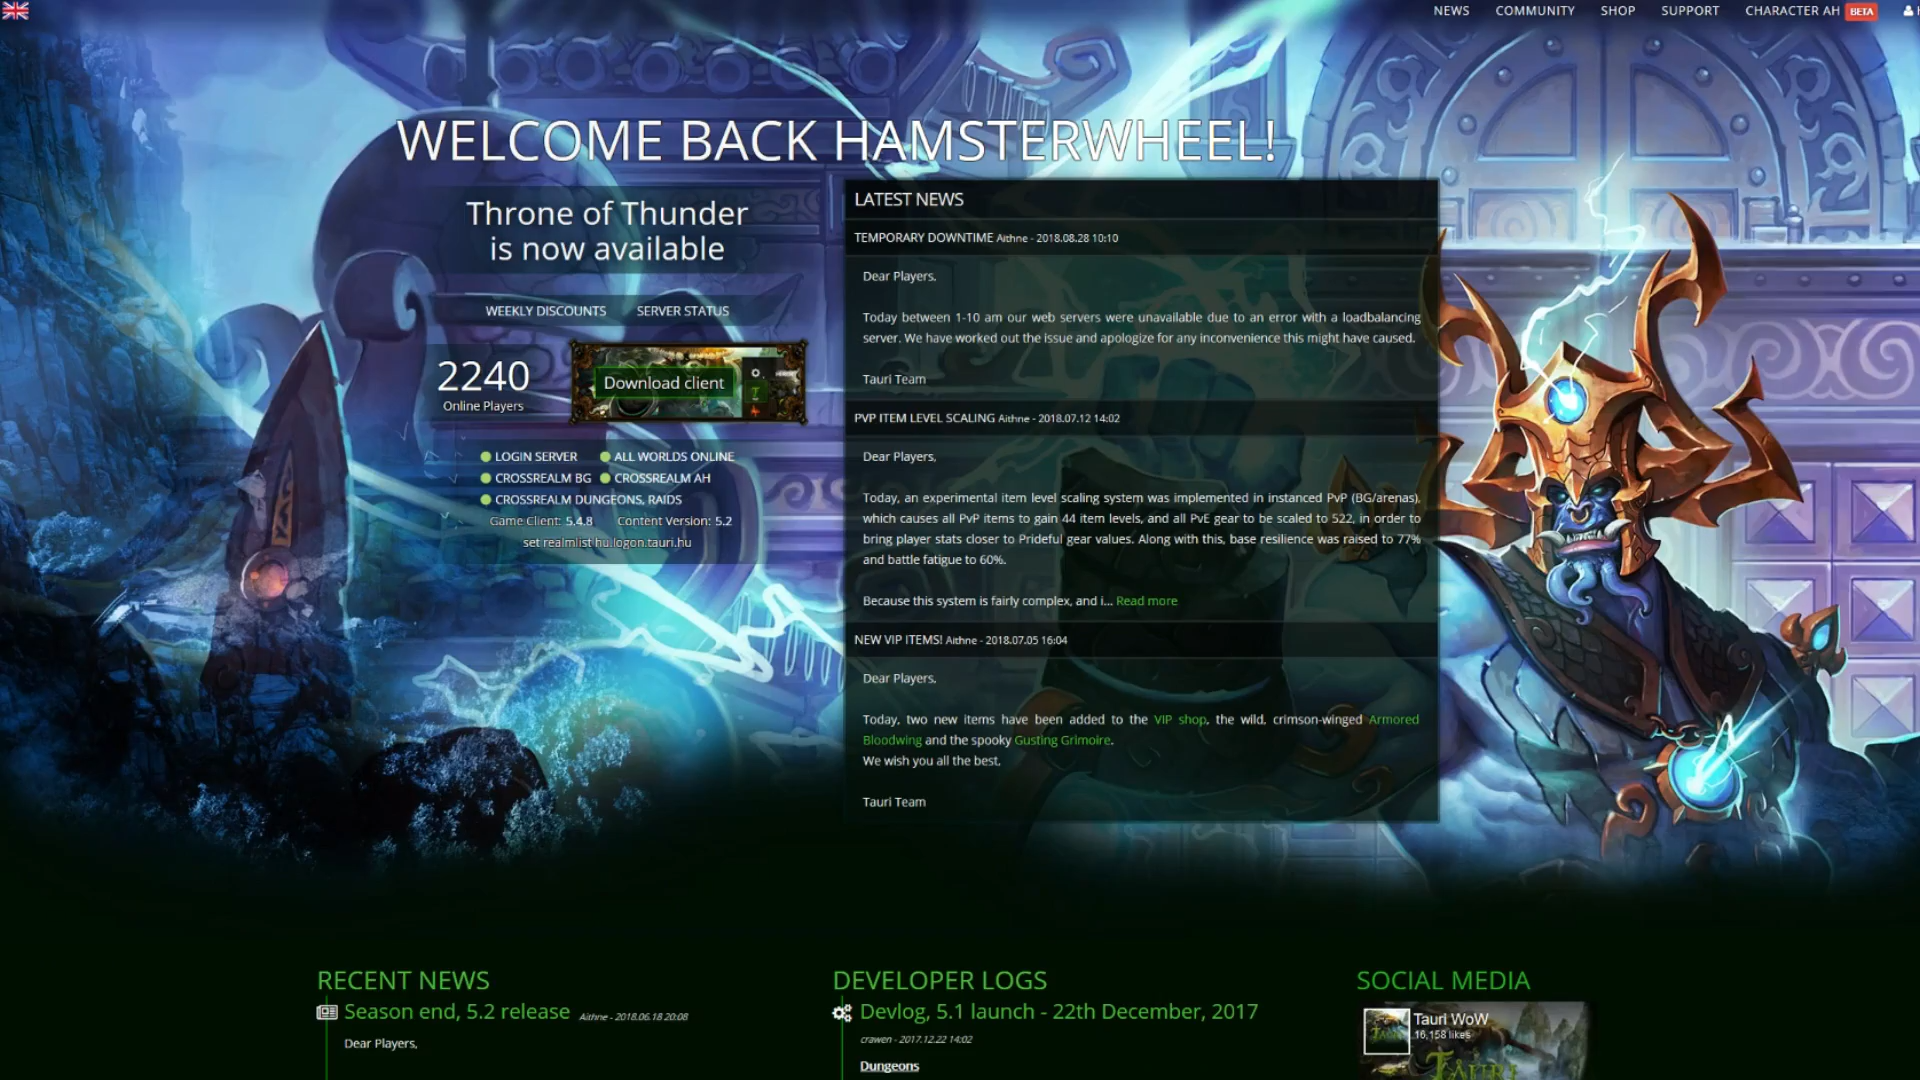 NEWS COMMUNITY SHOP SUPPORT CHARACTER AH BETA
WELCOME BACK HAMSTERWHEEL!
Throne of Thunder
is now available
WEEKLY DISCOUNTS SERVER STATUS
2240
Online Players
Download client
LOGIN SERVER ALL WORLDS ONLINE
CROSSREALM BG CROSSREALM AH
CROSSREALM DUNGEONS, RAIDS
Game Client: 5.4.8 Content Version: 5.2
set realmlist hu.logon.tauri.hu
LATEST NEWS
TEMPORARY DOWNTIME Aithne - 2018.08.28 10:10
Dear Players,
Today between 1-10 am our web servers were unavailable due to an error with a loadbalancing
server. We have worked out the issue and apologize for any inconvenience this might have caused.
Tauri Team
PVP ITEM LEVEL SCALING Aithne - 2018.07.12 14:02
Dear Players,
Today, an experimental item level scaling system was implemented in instanced PvP (BG/arenas),
which causes all PvP items to gain 44 item levels, and all PvE gear to be scaled to 522, in order to
bring player stats closer to Prideful gear values. Along with this, base resilience was raised to 77%
and battle fatigue to 60%.
Because this system is fairly complex, and i... Read more
NEW VIP ITEMS! Aithne - 2018.07.05 16:04
Dear Players,
Today, two new items have been added to the VIP shop, the wild, crimson-winged Armored
Bloodwing and the spooky Gusting Grimoire.
We wish you all the best,
Tauri Team
RECENT NEWS
Season end, 5.2 release Aithne - 2018.06.18 20:08
Dear Players,
DEVELOPER LOGS
Devlog, 5.1 launch - 22th December, 2017
crawen - 2017.12.22 14:02
Dungeons
SOCIAL MEDIA
Tauri WoW
16,158 likes
TAURI